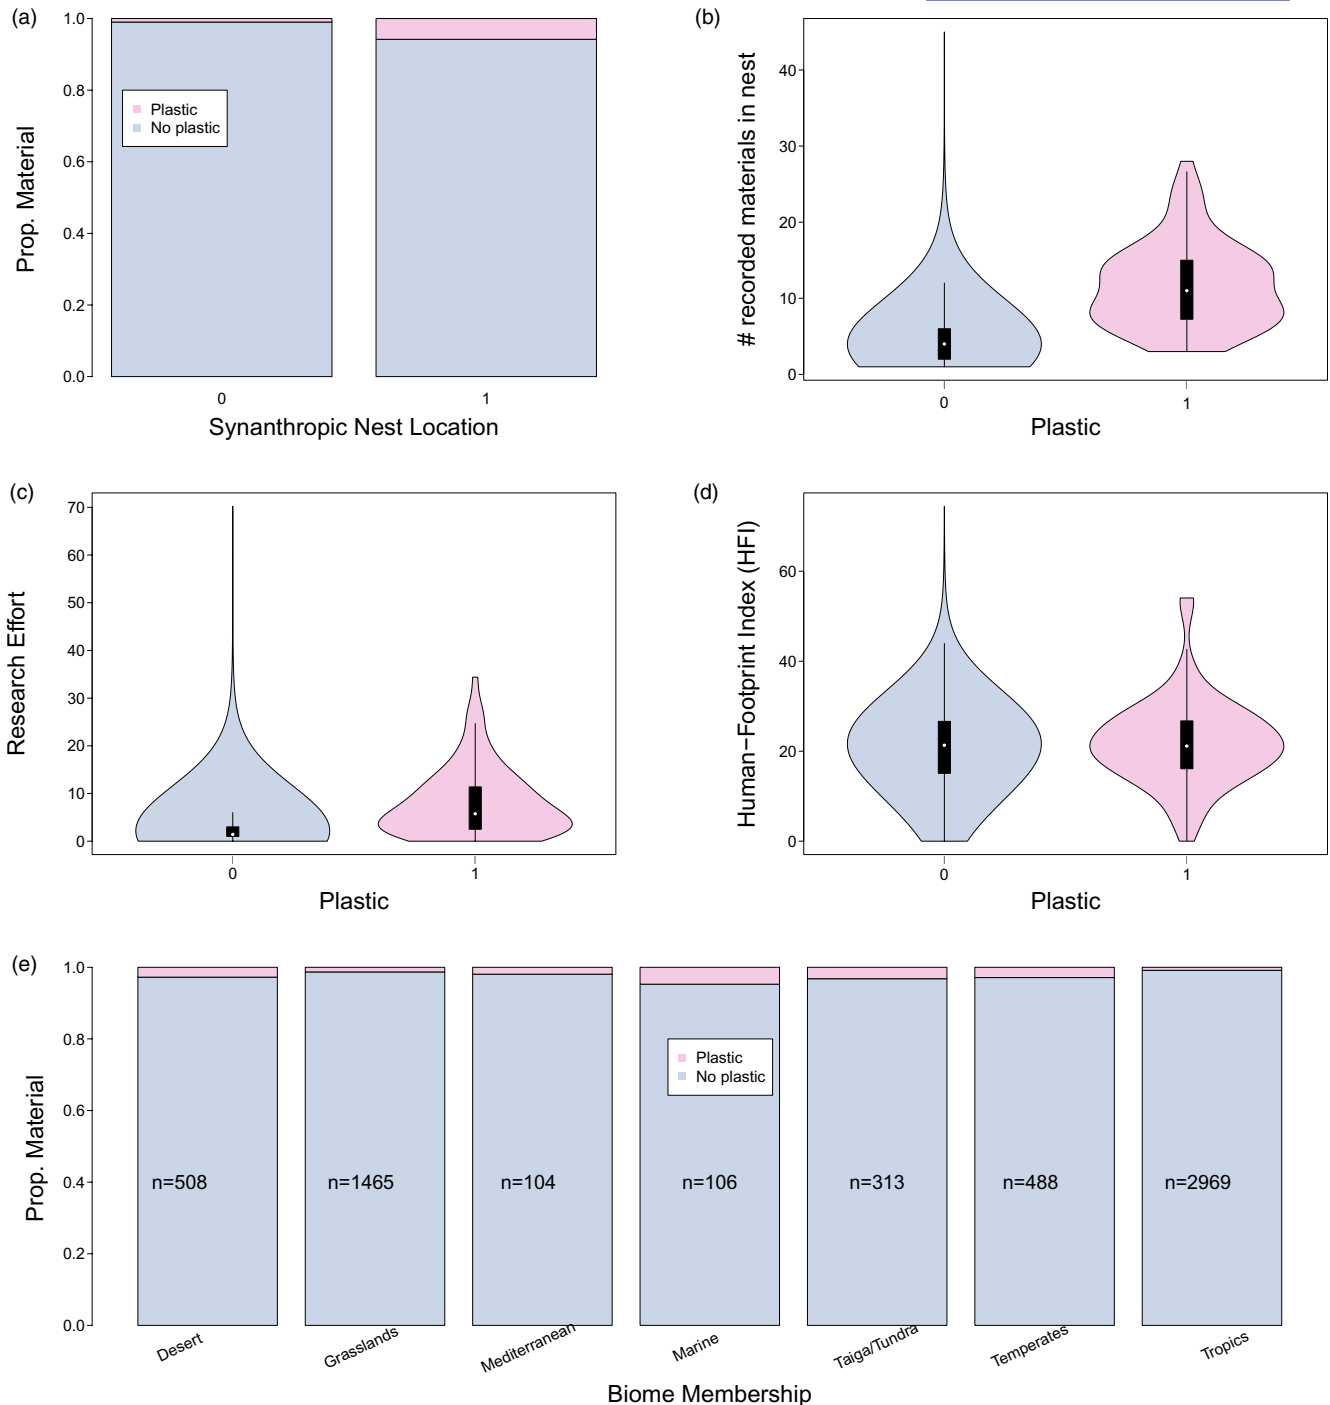 (a)
1.0
0.8
0.6
0.4
0.2
0.0
Prop. Material
Plastic
No plastic
0 1
Synanthropic Nest Location
(b)
40
30
20
10
0
# recorded materials in nest
0 1
Plastic
(c)
70
60
50
40
30
20
10
0
Research Effort
0 1
Plastic
(d)
60
40
20
0
Human−Footprint Index (HFI)
0 1
Plastic
(e)
1.0
0.8
0.6
0.4
0.2
0.0
Prop. Material
Plastic
No plastic
n=508 n=1465 n=104 n=106 n=313 n=488 n=2969
Desert Grasslands Mediterranean Marine Taiga/Tundra Temperates Tropics
Biome Membership